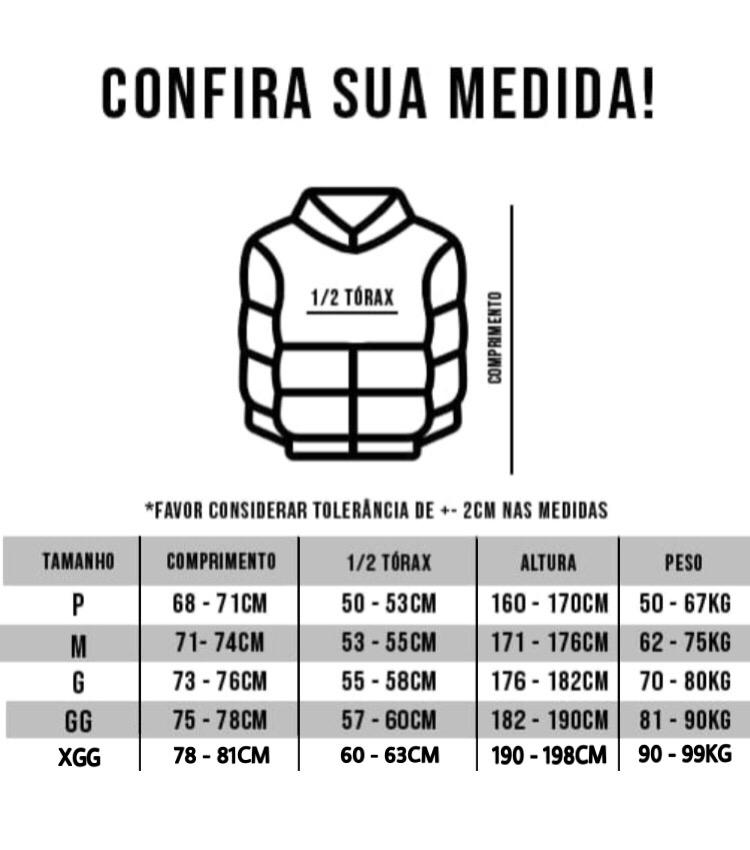 CONFIRA SUA MEDIDA!
1/2 TÓRAX
COMPRIMENTO
*FAVOR CONSIDERAR TOLERÂNCIA DE +- 2CM NAS MEDIDAS
TAMANHO COMPRIMENTO 1/2 TÓRAX ALTURA PESO
P 68 - 71CM 50 - 53CM 160 - 170CM 50 - 67KG
M 71- 74CM 53 - 55CM 171 - 176CM 62 - 75KG
G 73 - 76CM 55 - 58CM 176 - 182CM 70 - 80KG
GG 75 - 78CM 57 - 60CM 182 - 190CM 81 - 90KG
XGG 78 - 81CM 60 - 63CM 190 - 198CM 90 - 99KG